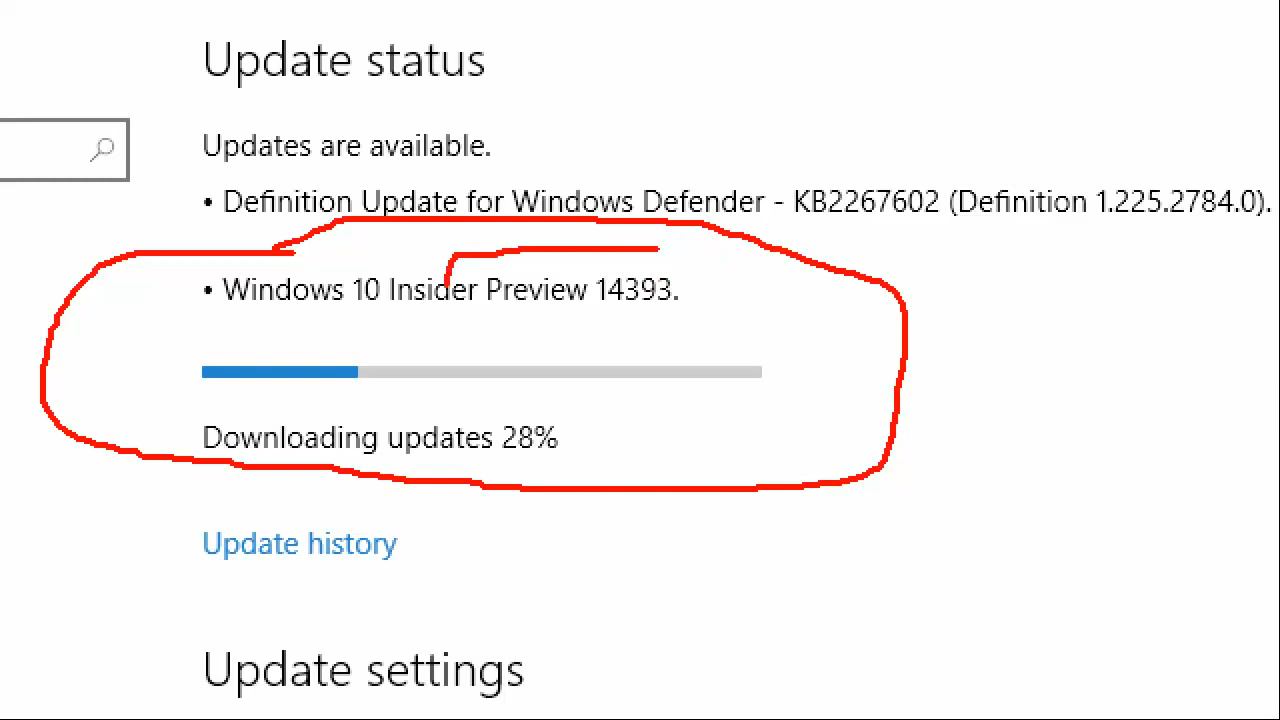 Update status
Updates are available.
• Definition Update for Windows Defender - KB2267602 (Definition 1.225.2784.0).
• Windows 10 Insider Preview 14393.
Downloading updates 28%
Update history
Update settings